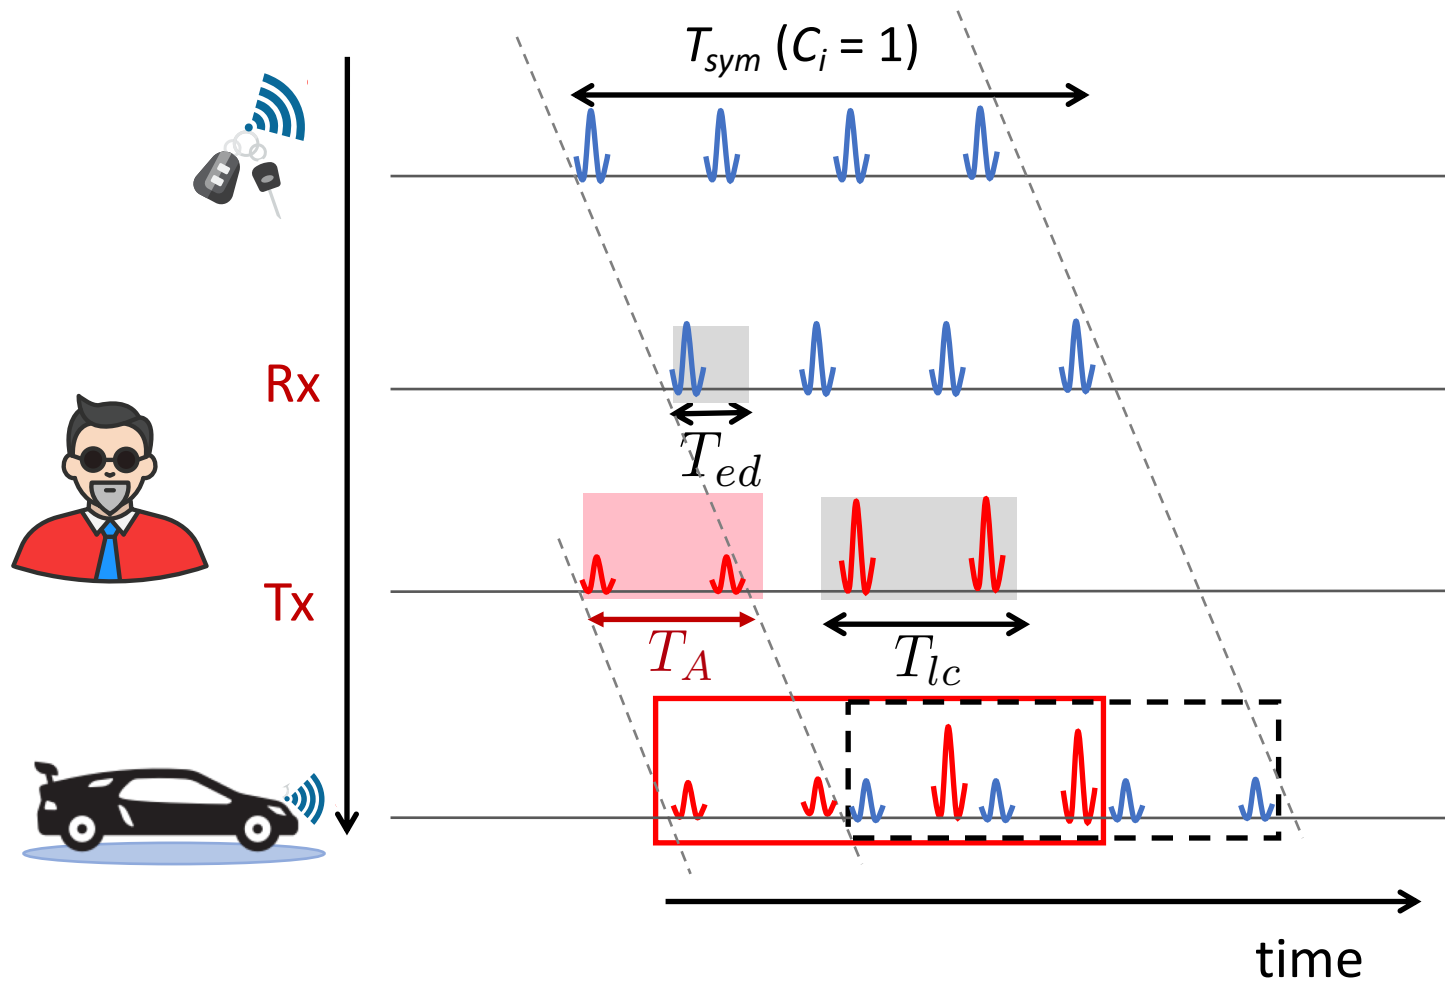 T_sym (C_i = 1)
Rx
T_ed
Tx
T_A
T_lc
time